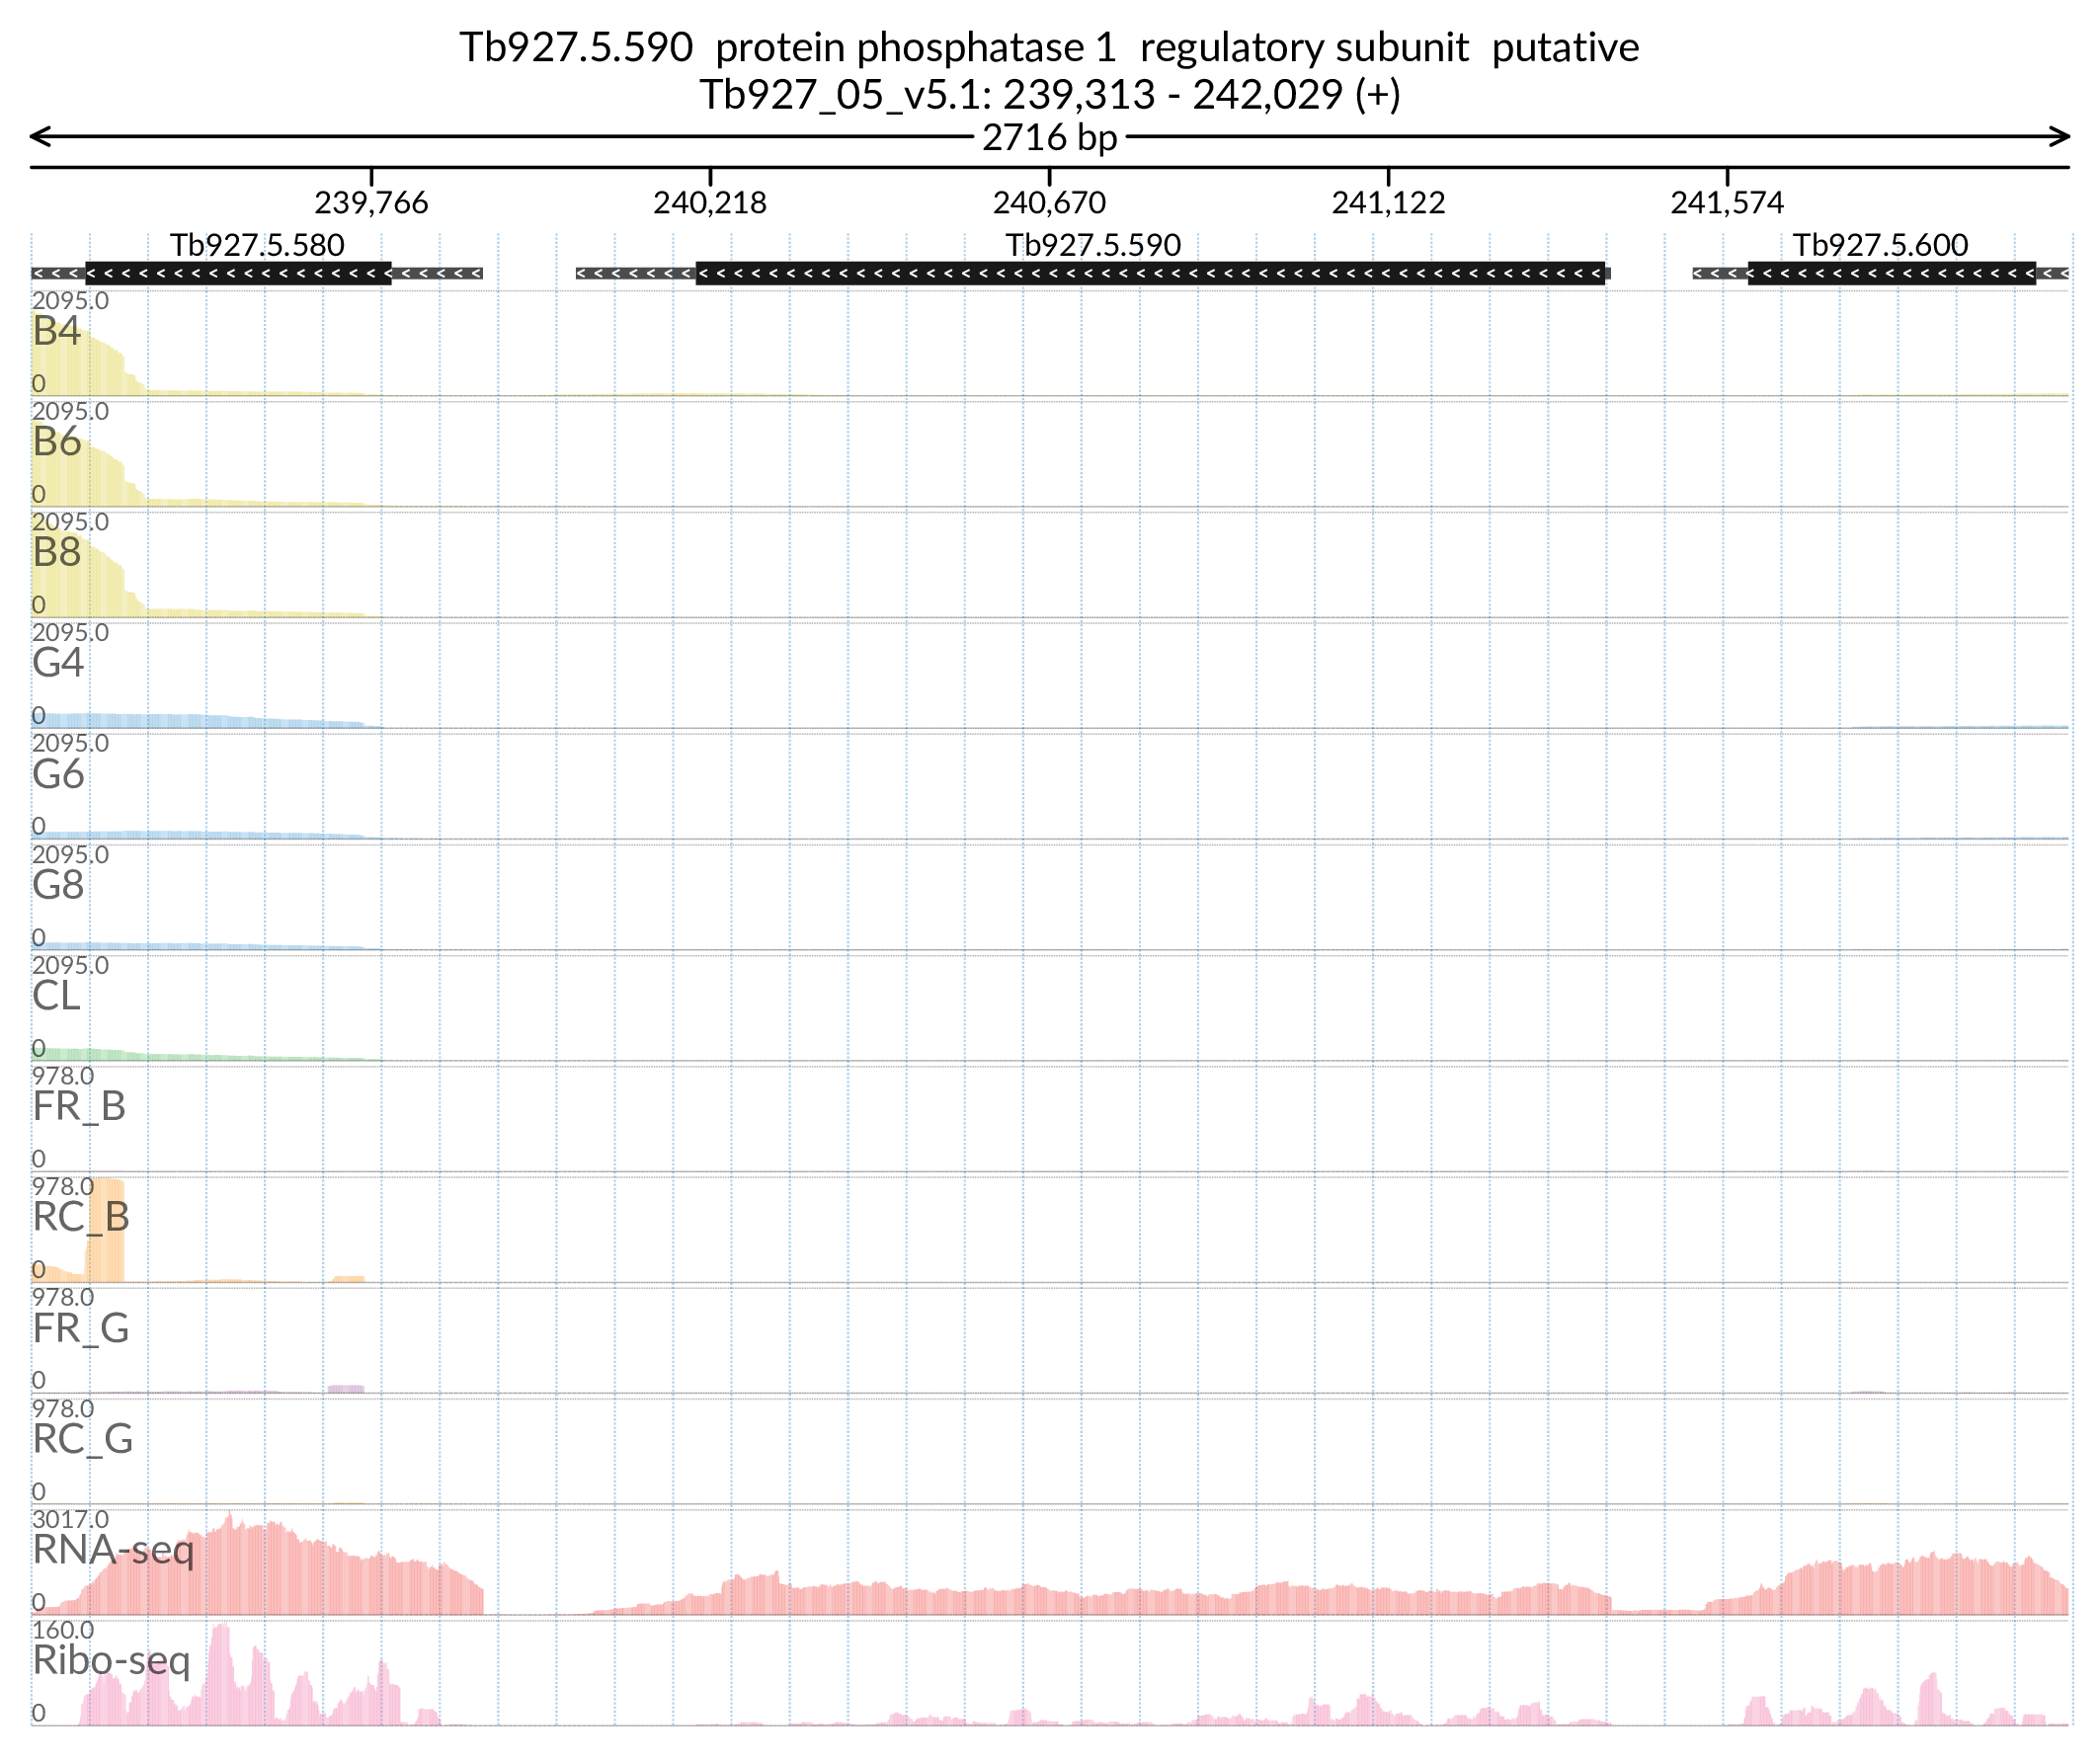 Tb927.5.590  protein phosphatase 1  regulatory subunit  putative
Tb927_05_v5.1: 239,313 - 242,029 (+)
2716 bp
239,766 240,218 240,670 241,122 241,574
Tb927.5.580 Tb927.5.590 Tb927.5.600
2095.0
B4
0
2095.0
B6
0
2095.0
B8
0
2095.0
G4
0
2095.0
G6
0
2095.0
G8
0
2095.0
CL
0
978.0
FR_B
0
978.0
RC_B
0
978.0
FR_G
0
978.0
RC_G
0
3017.0
RNA-seq
0
160.0
Ribo-seq
0